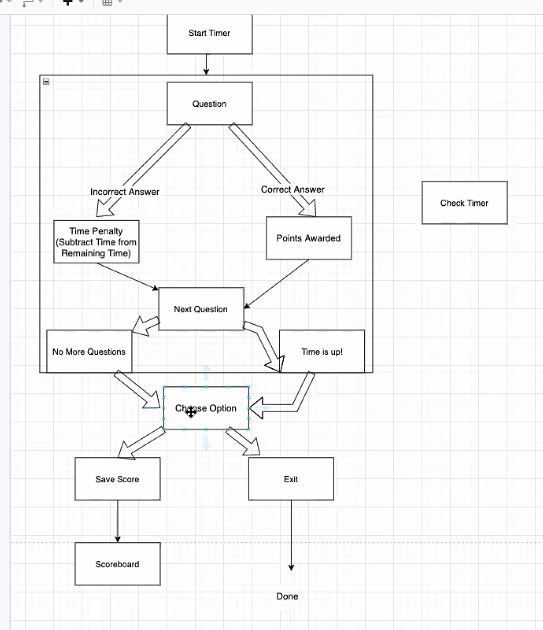 Start Timer
Question
Incorrect Answer
Correct Answer
Check Timer
Time Penalty
(Subtract Time from
Remaining Time)
Points Awarded
Next Question
No More Questions
Time is up!
Choose Option
Save Score
Exit
Scoreboard
Done